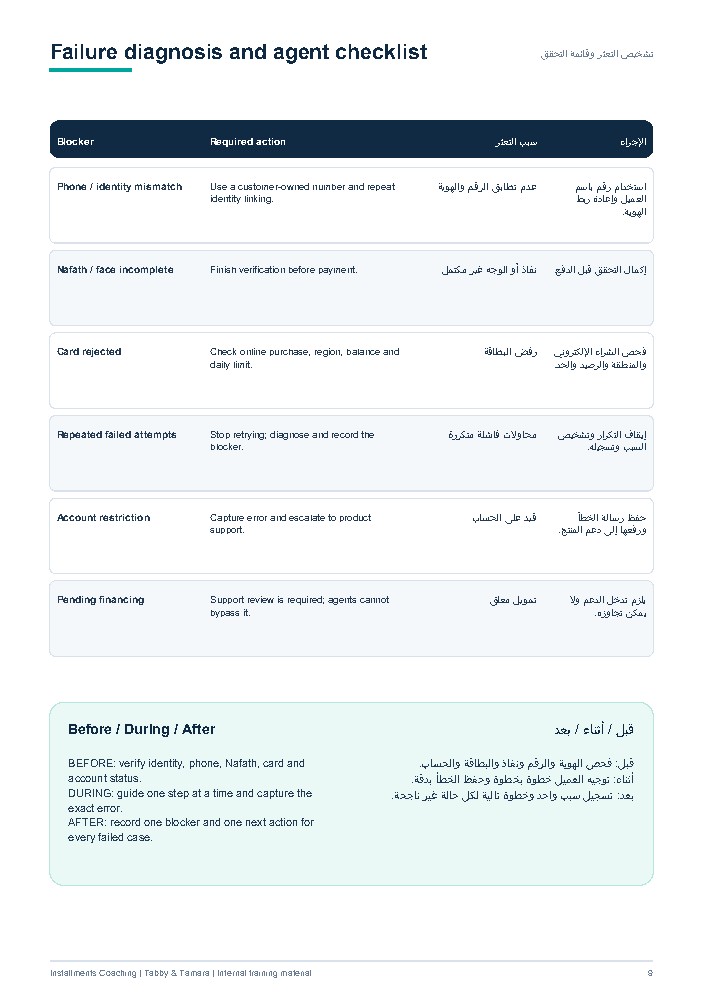 Failure diagnosis and agent checklist
تشخيص التعثر وقائمة التحقق
Blocker
Required action
سبب التعثر
الإجراء
Phone / identity mismatch
Use a customer-owned number and repeat
identity linking.
عدم تطابق الرقم والهوية
استخدام رقم باسم
العميل وإعادة ربط
الهوية.
Nafath / face incomplete
Finish verification before payment.
نفاذ أو الوجه غير مكتمل
إكمال التحقق قبل الدفع.
Card rejected
Check online purchase, region, balance and
daily limit.
رفض البطاقة
فحص الشراء الإلكتروني
والمنطقة والرصيد والحد.
Repeated failed attempts
Stop retrying; diagnose and record the
blocker.
محاولات فاشلة متكررة
إيقاف التكرار وتشخيص
السبب وتسجيله.
Account restriction
Capture error and escalate to product
support.
قيد على الحساب
حفظ رسالة الخطأ
ورفعها إلى دعم المنتج.
Pending financing
Support review is required; agents cannot
bypass it.
تمويل معلق
يلزم تدخل الدعم ولا
يمكن تجاوزه.
Before / During / After
BEFORE: verify identity, phone, Nafath, card and
account status.
DURING: guide one step at a time and capture the
exact error.
AFTER: record one blocker and one next action for
every failed case.
قبل / أثناء / بعد
قبل: فحص الهوية والرقم ونفاذ والبطاقة والحساب.
أثناء: توجيه العميل خطوة بخطوة وحفظ الخطأ بدقة.
بعد: تسجيل سبب واحد وخطوة تالية لكل حالة غير ناجحة.
Installments Coaching | Tabby & Tamara | Internal training material
9